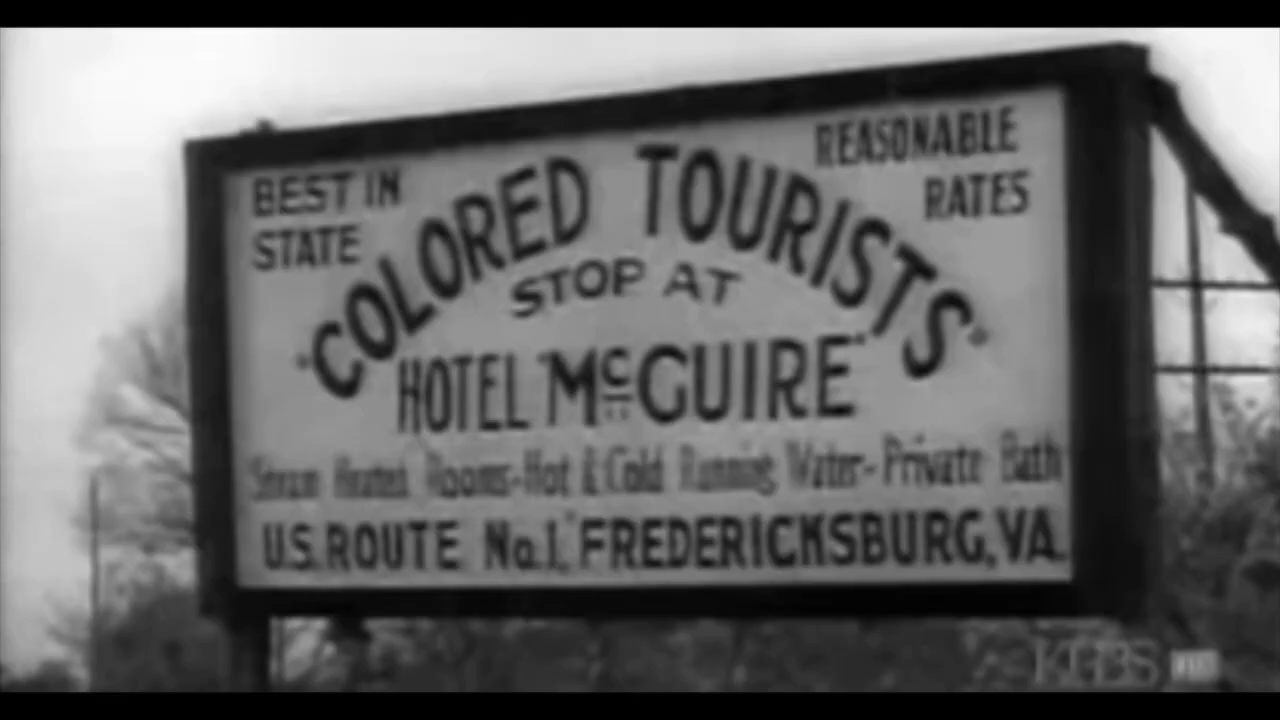 BEST IN
STATE
REASONABLE
RATES
"COLORED TOURISTS"
STOP AT
HOTEL "McGUIRE"
Steam Heated Rooms-Hot & Cold Running Water-Private Bath
U.S. ROUTE No.1, FREDERICKSBURG, VA.